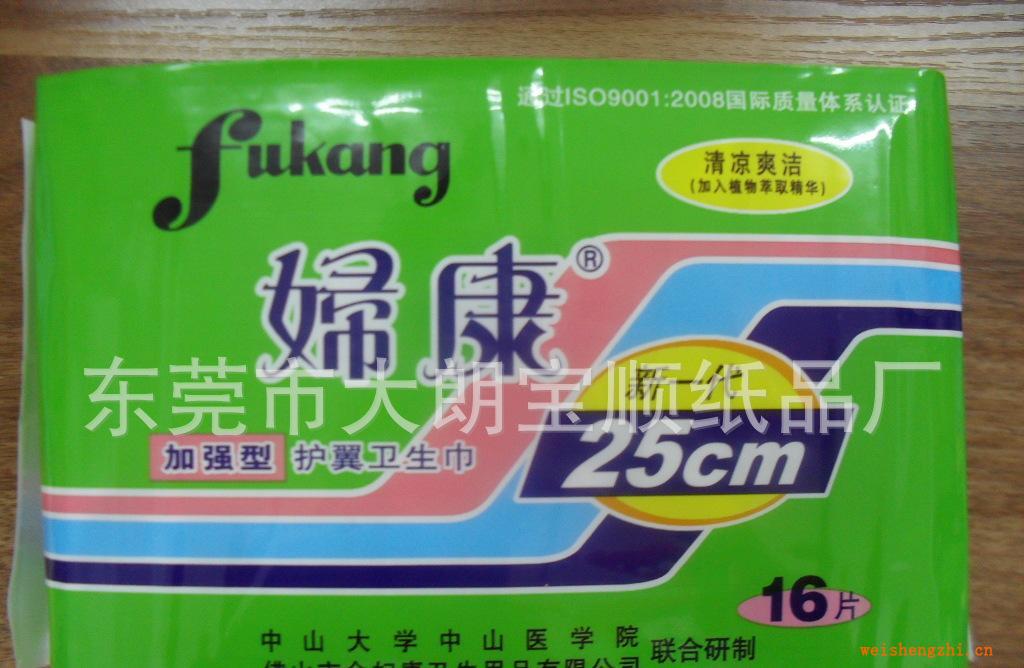 通过ISO9001:2008国际质量体系认证
fukang
清凉爽洁
(加入植物萃取精华)
婦康®
新一代
东莞市大朗宝顺纸品厂
25cm
加强型 护翼卫生巾
16片
中山大学中山医学院
联合研制
weishengzhi.cn